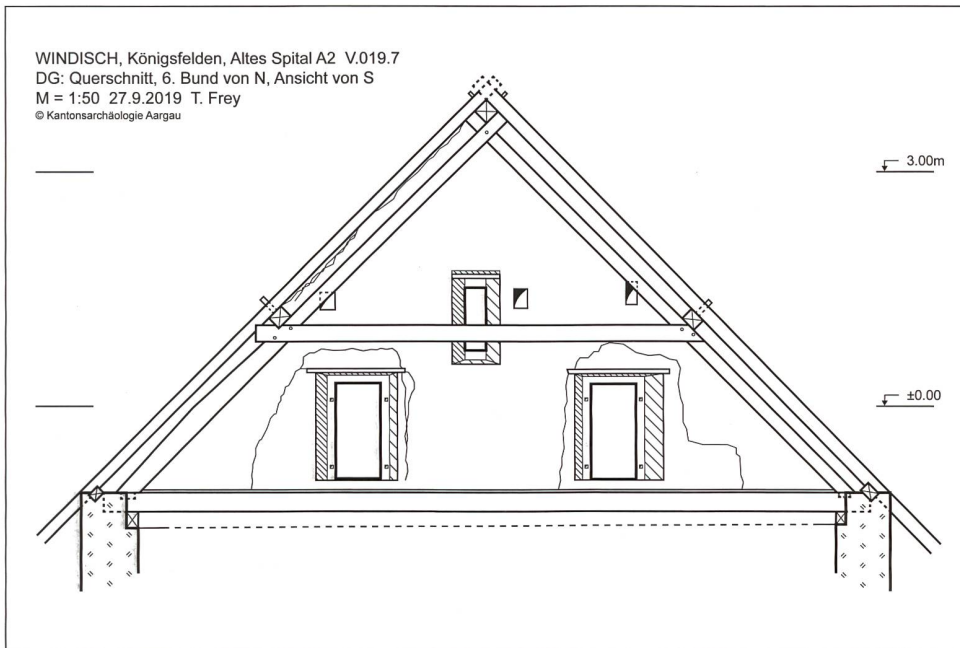 WINDISCH, Königsfelden, Altes Spital A2 V.019.7
DG: Querschnitt, 6. Bund von N, Ansicht von S
M = 1:50 27.9.2019 T. Frey
© Kantonsarchäologie Aargau
3.00m
±0.00